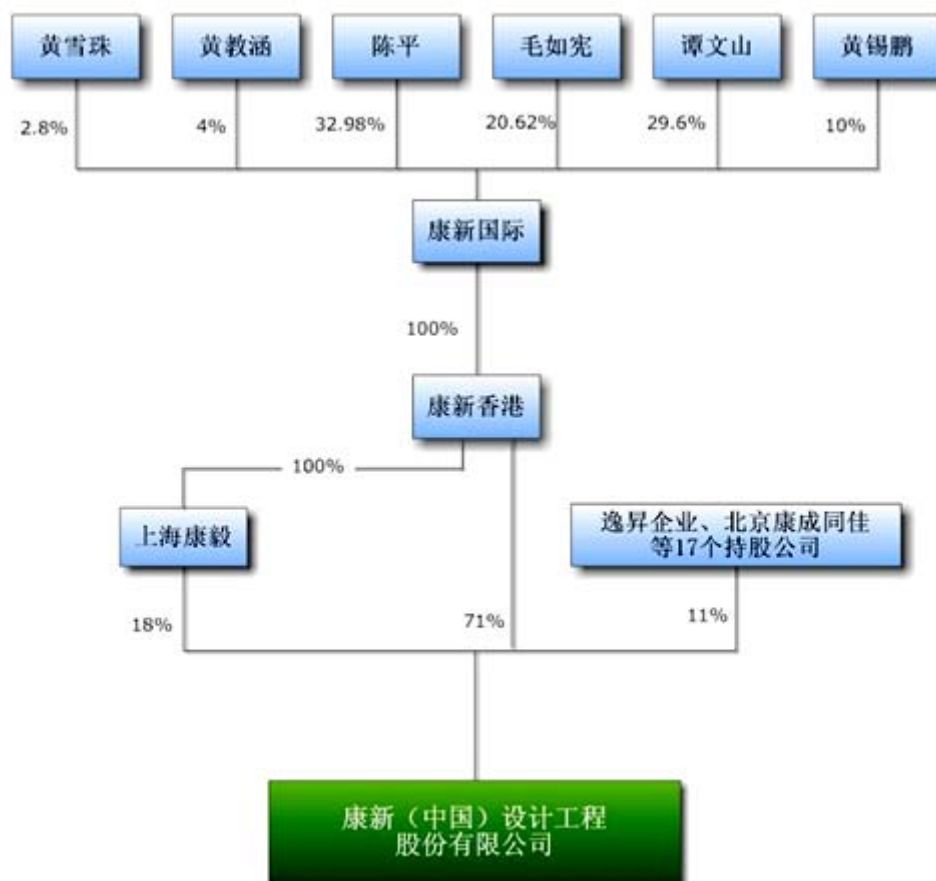 黄雪珠
黄教涵
陈平
毛如宪
谭文山
黄锡鹏
2.8%
4%
32.98%
20.62%
29.6%
10%
康新国际
100%
康新香港
100%
上海康毅
逸昇企业、北京康成同佳
等17个持股公司
18%
71%
11%
康新（中国）设计工程
股份有限公司